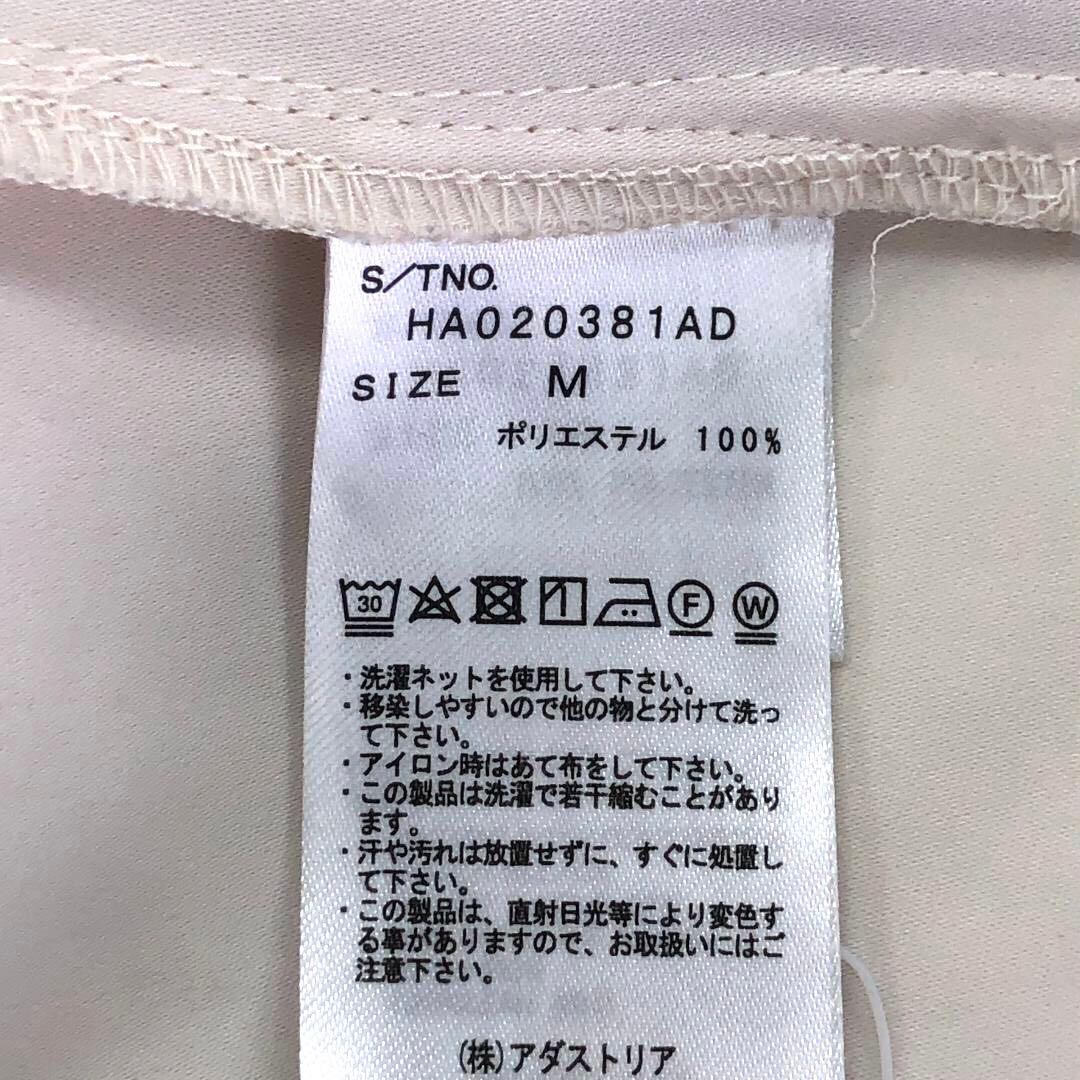 S/TNO.
HA020381AD
SIZE M
ポリエステル 100%
30 F W
・洗濯ネットを使用して下さい。
・移染しやすいので他の物と分けて洗っ
て下さい。
・アイロン時はあて布をして下さい。
・この製品は洗濯で若干縮むことがあり
ます。
・汗や汚れは放置せずに、すぐに処置し
て下さい。
・この製品は、直射日光等により変色す
る事がありますので、お取扱いにはご
注意下さい。
(株)アダストリア